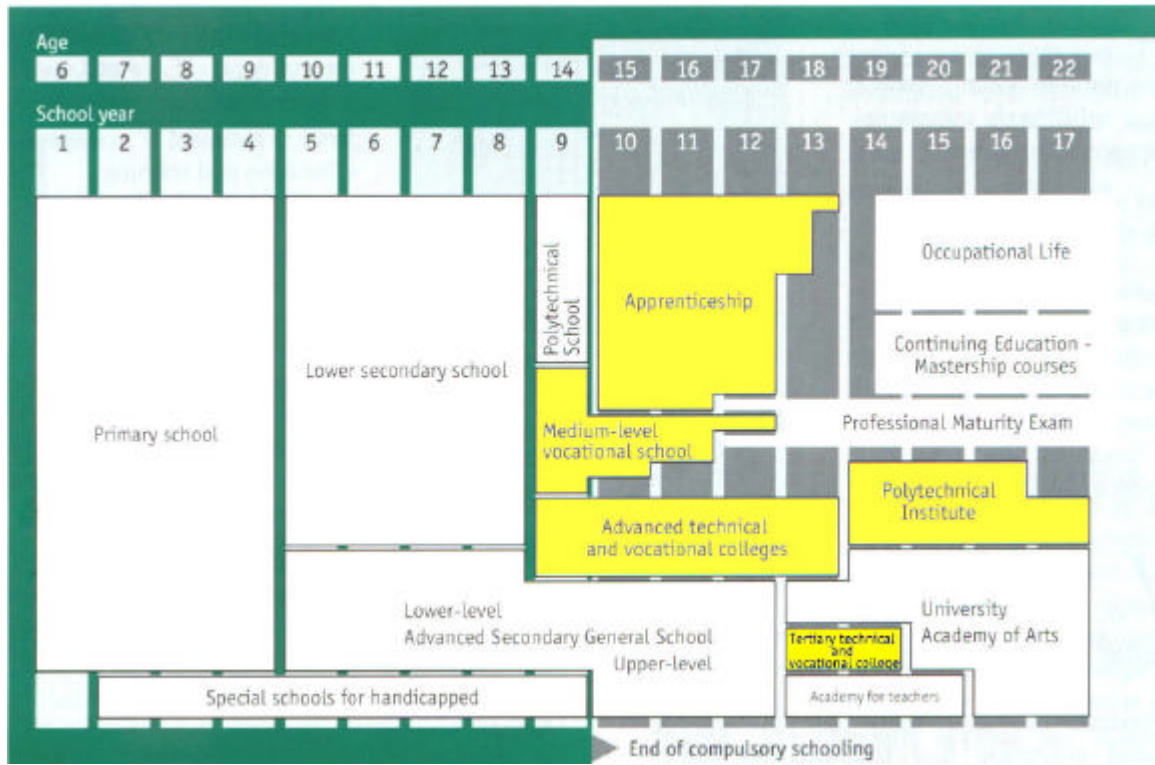 Age
6 7 8 9 10 11 12 13 14 15 16 17 18 19 20 21 22
School year
1 2 3 4 5 6 7 8 9 10 11 12 13 14 15 16 17
Primary school
Lower secondary school
Polytechnical
School
Apprenticeship
Occupational Life
Continuing Education -
Mastership courses
Medium-level
vocational school
Professional Maturity Exam
Polytechnical
Institute
Advanced technical
and vocational colleges
Lower-level
Advanced Secondary General School
Upper-level
University
Academy of Arts
Tertiary technical
and
vocational college
Academy for teachers
Special schools for handicapped
End of compulsory schooling